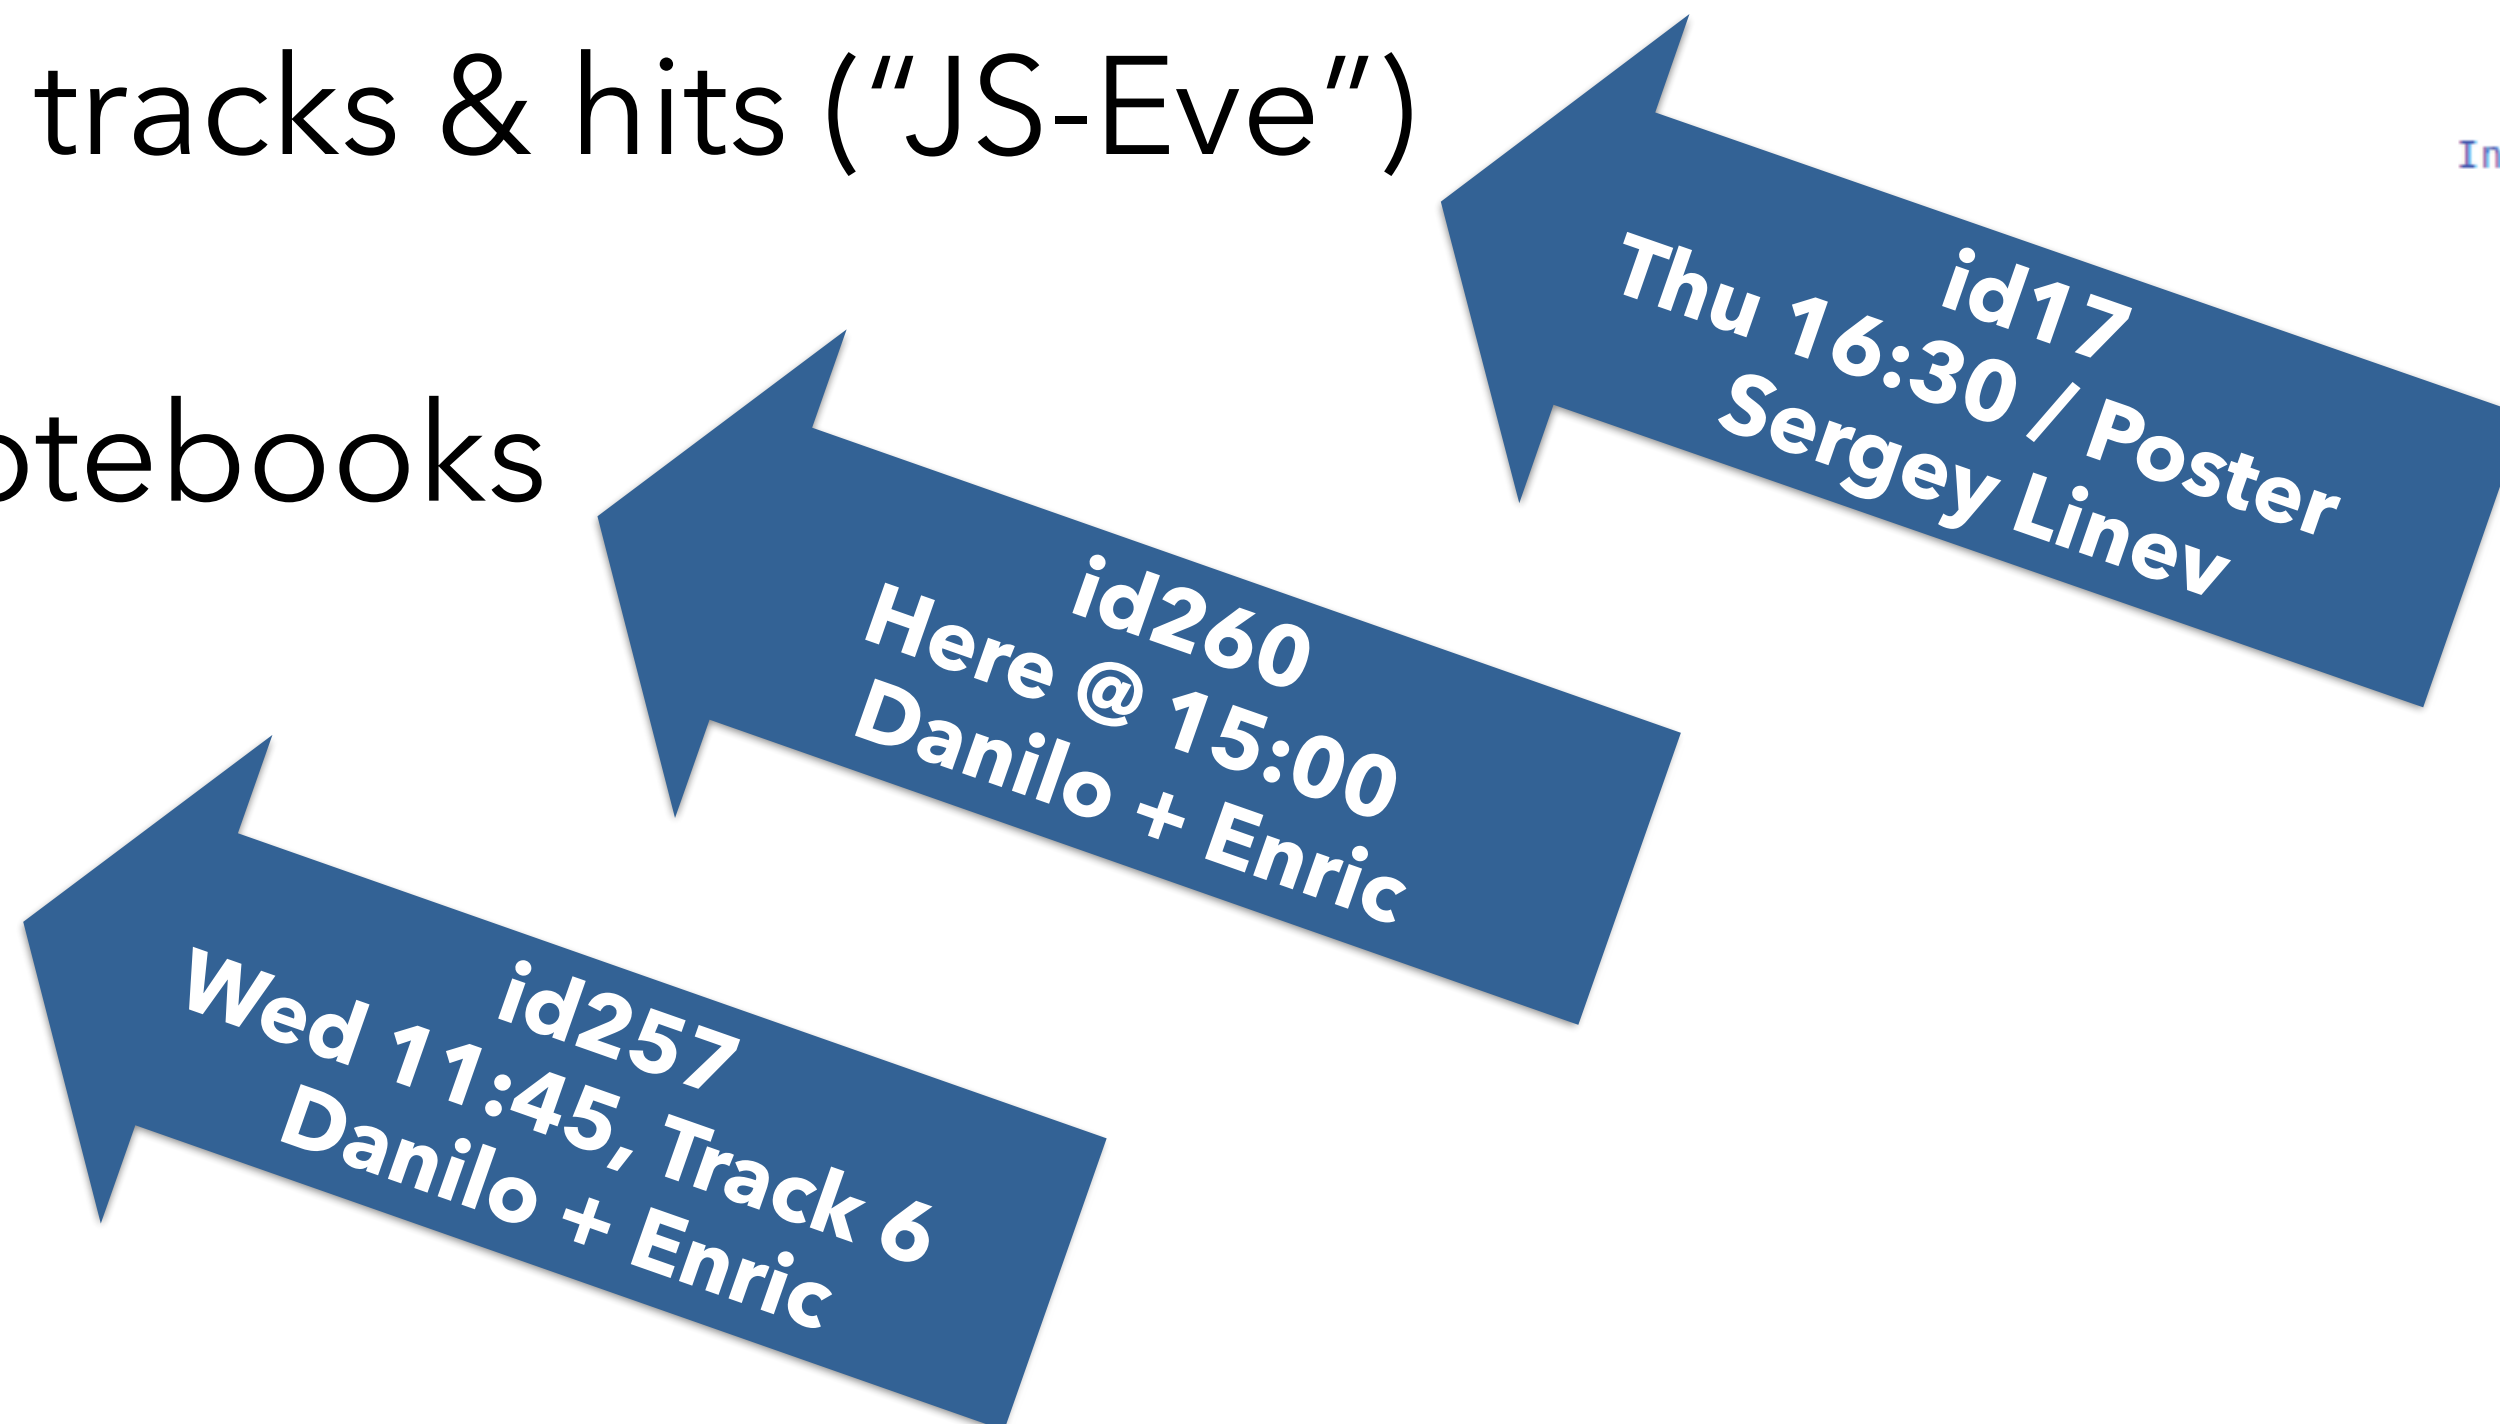 tracks & hits (“JS-Eve”)
In
id177
Thu 16:30 / Poster
Sergey Linev
otebooks
id260
Here @ 15:00
Danilo + Enric
id257
Wed 11:45, Track 6
Danilo + Enric